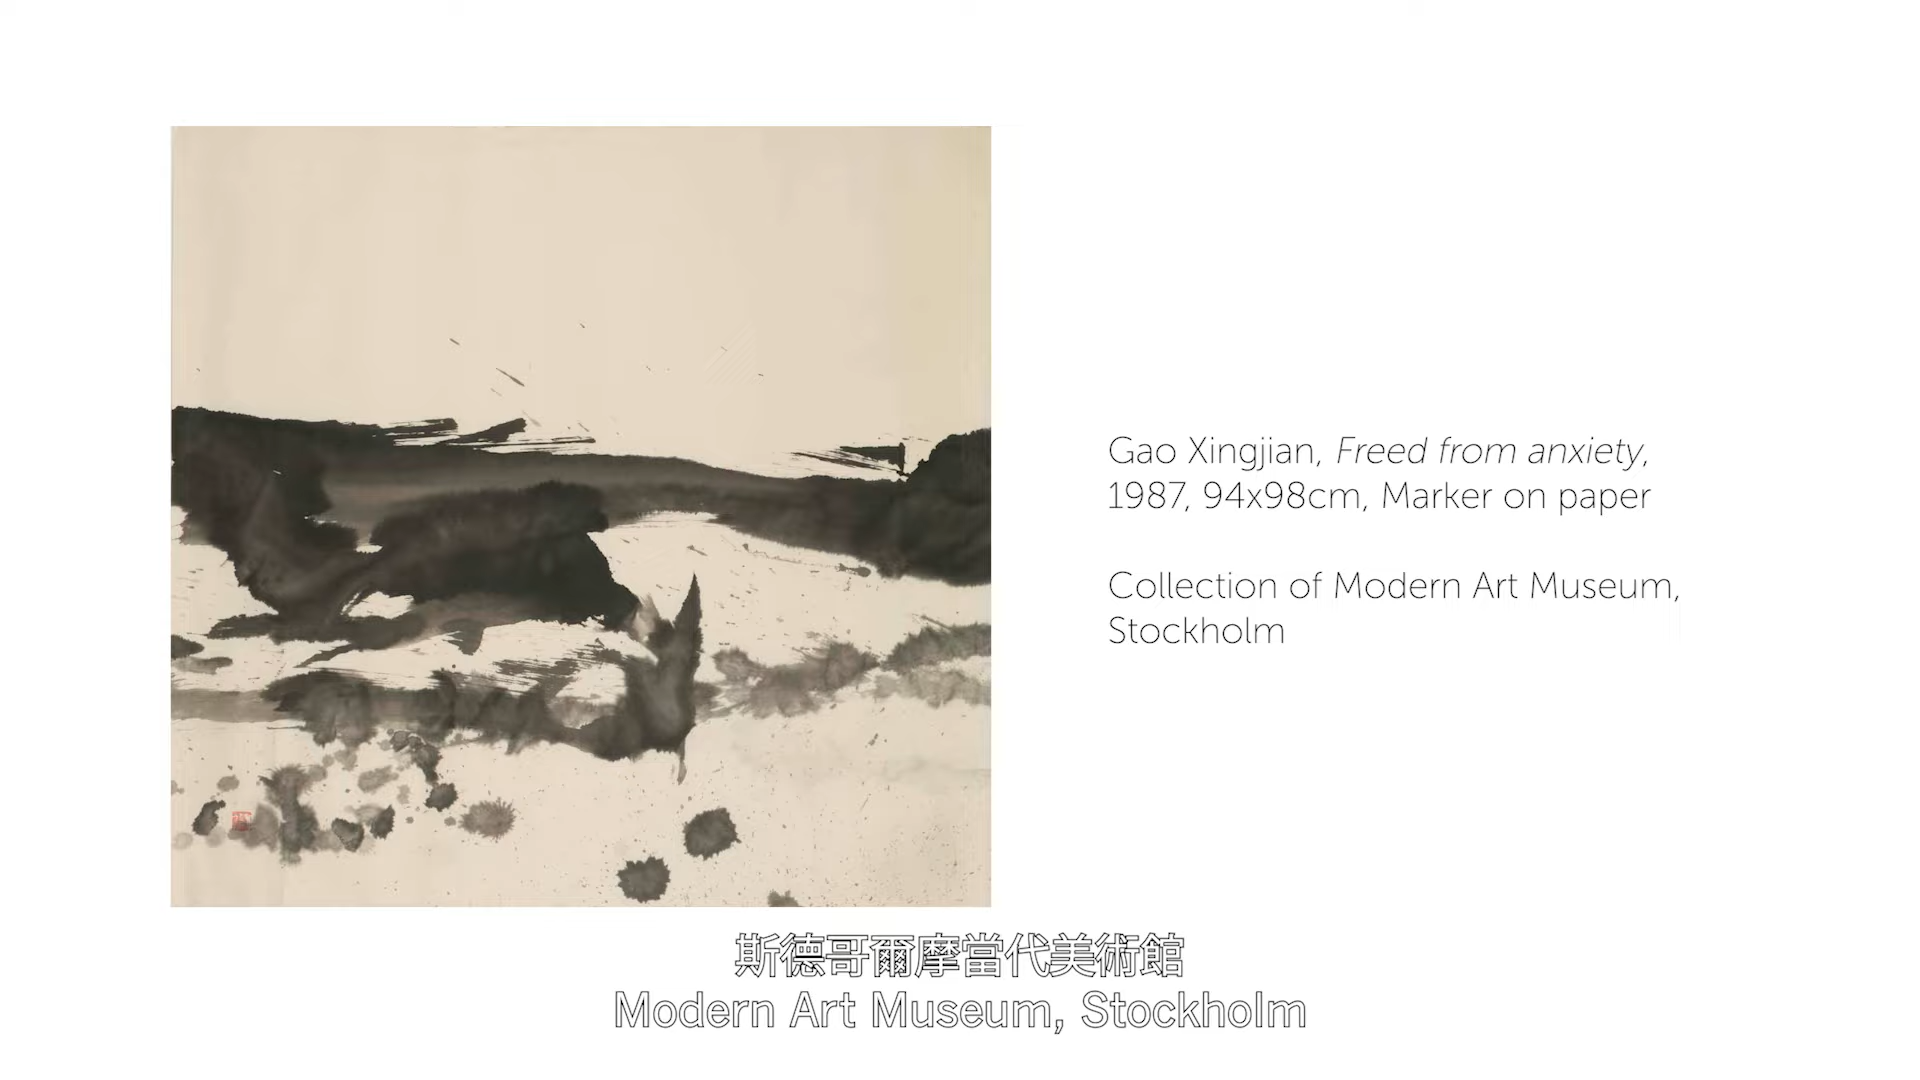 Gao Xingjian, Freed from anxiety,
1987, 94x98cm, Marker on paper
Collection of Modern Art Museum,
Stockholm
斯德哥爾摩當代美術館
Modern Art Museum, Stockholm